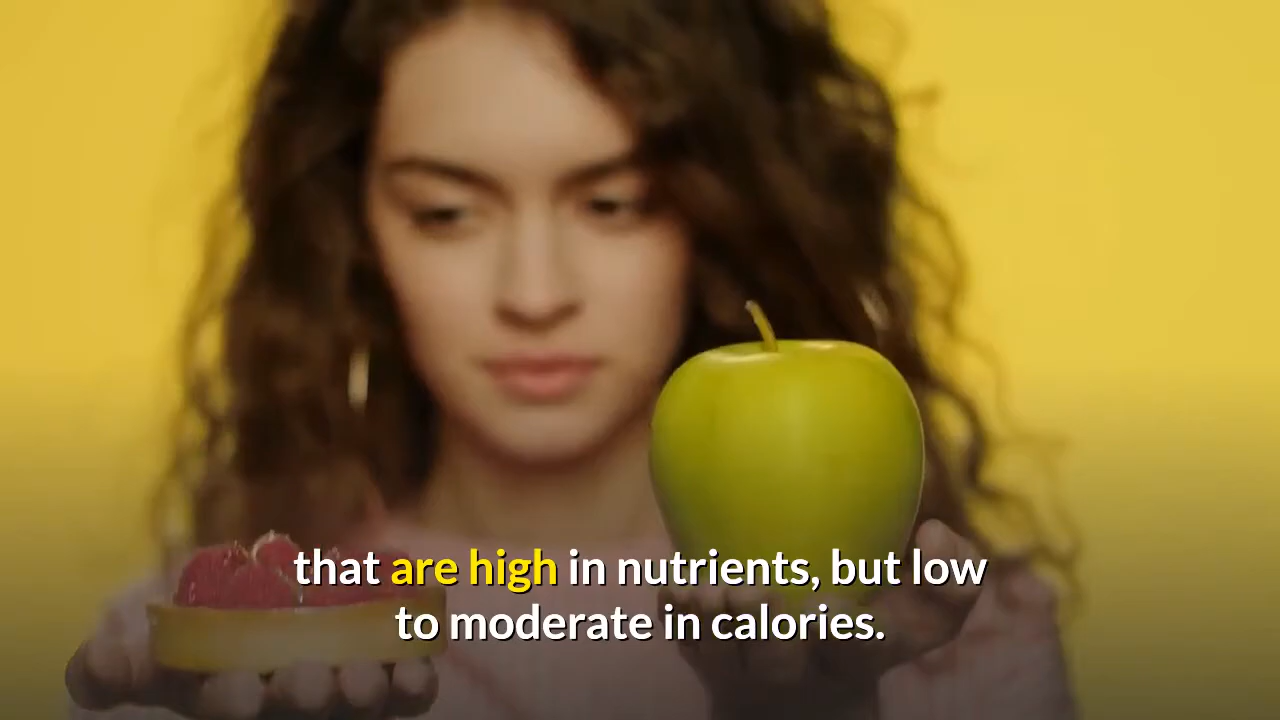 that are high in nutrients, but low
to moderate in calories.